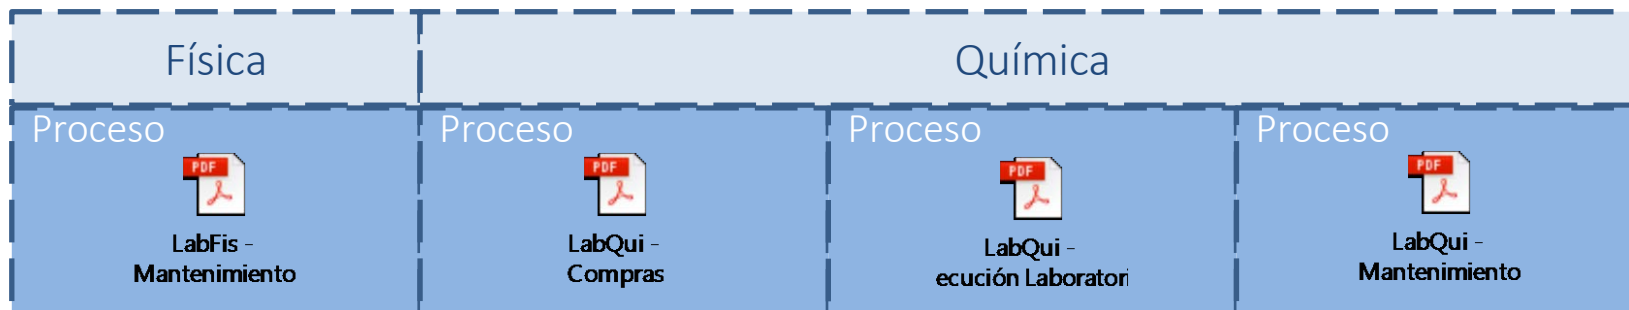 Física
Química
Proceso
Proceso
Proceso
Proceso
PDF
LabFis -
Mantenimiento
PDF
LabQui -
Compras
PDF
LabQui -
ecución Laboratori
PDF
LabQui -
Mantenimiento